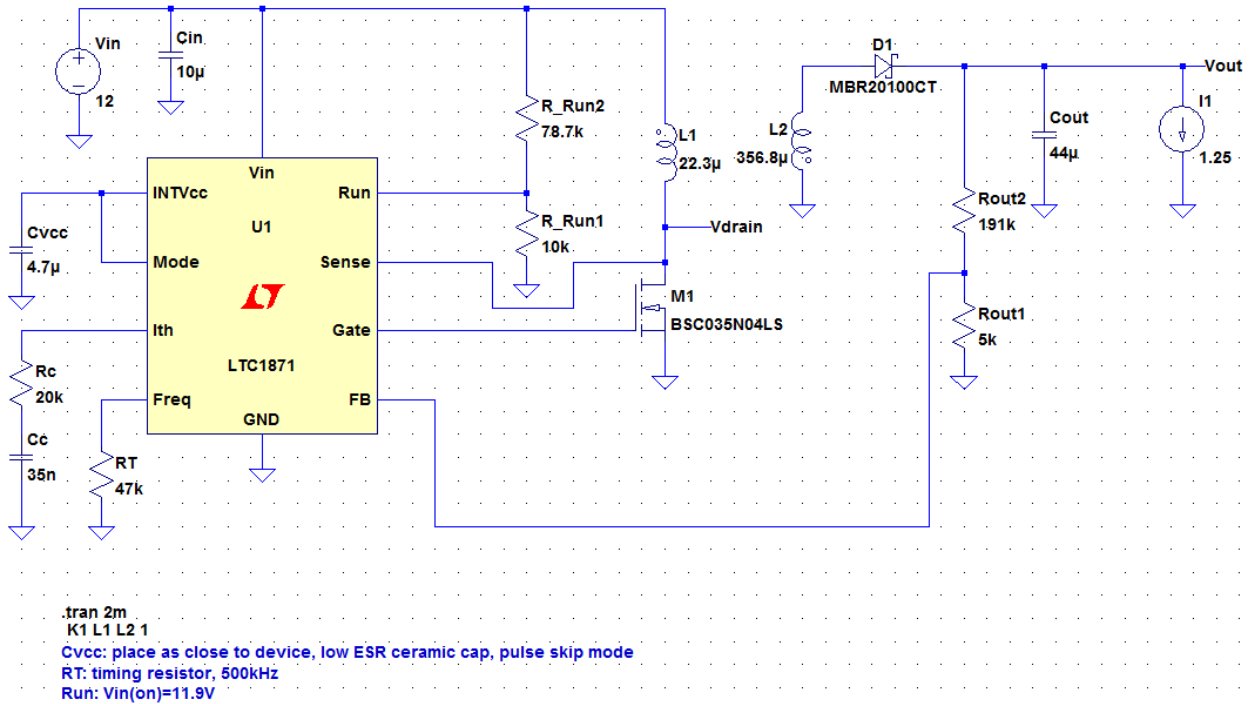 Vin
12
Cin
10µ
R_Run2
78.7k
L1
22.3µ
L2
356.8µ
D1
MBR20100CT
Vout
I1
1.25
Cout
44µ
Rout2
191k
Rout1
5k
Vin
INTVcc
Run
U1
R_Run1
10k
Cvcc
4.7µ
Mode
Sense
Vdrain
M1
BSC035N04LS
Ith
Gate
LTC1871
Rc
20k
Freq
FB
GND
Cc
35n
RT
47k
.tran 2m
K1 L1 L2 1
Cvcc: place as close to device, low ESR ceramic cap, pulse skip mode
RT: timing resistor, 500kHz
Run: Vin(on)=11.9V